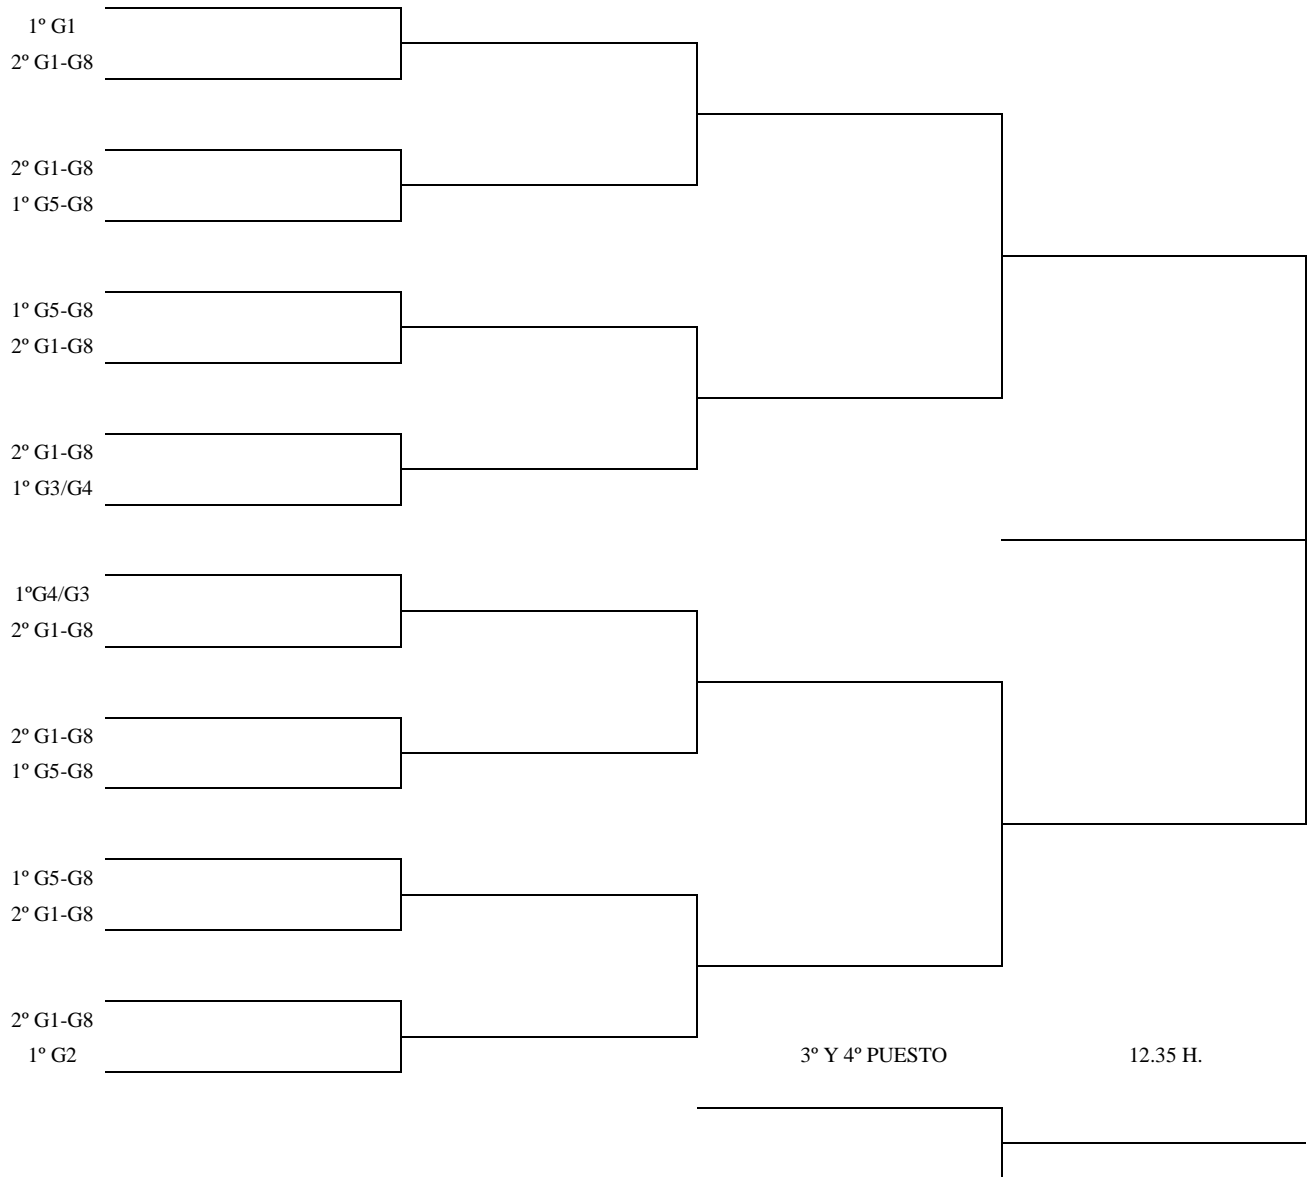 1º G1
2º G1-G8
2º G1-G8
1º G5-G8
1º G5-G8
2º G1-G8
2º G1-G8
1º G3/G4
1ºG4/G3
2º G1-G8
2º G1-G8
1º G5-G8
1º G5-G8
2º G1-G8
2º G1-G8
1º G2
3º Y 4º PUESTO
12.35 H.